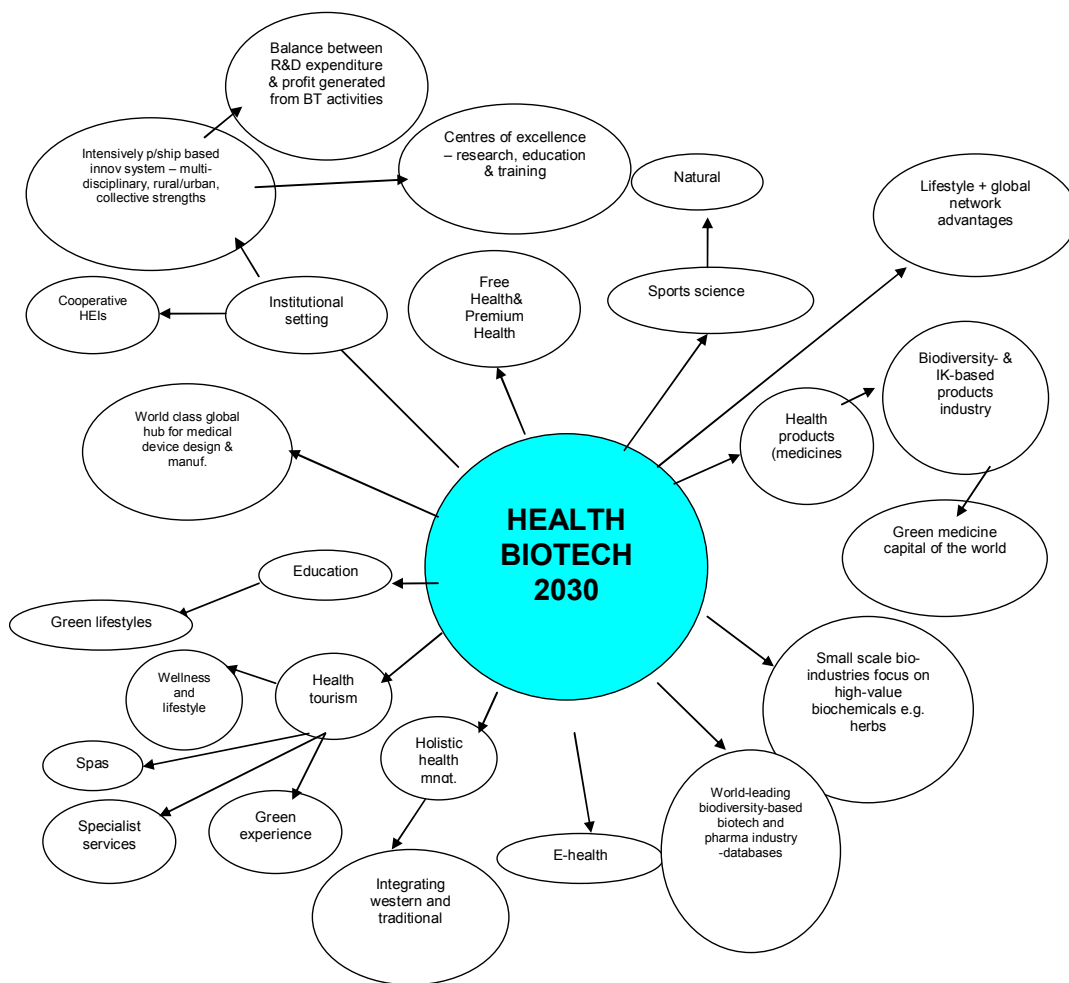 Balance between
R&D expenditure
& profit generated
from BT activities
Intensively p/ship based
innov system – multi-
disciplinary, rural/urban,
collective strengths
Centres of excellence
– research, education
& training
Natural
Lifestyle + global
network
advantages
Cooperative
HEIs
Institutional
setting
Free
Health&
Premium
Health
Sports science
Biodiversity- &
IK-based
products
industry
World class global
hub for medical
device design &
manuf.
Health
products
(medicines
HEALTH
BIOTECH
2030
Green medicine
capital of the world
Education
Green lifestyles
Wellness and
lifestyle
Health
tourism
Small scale bio-
industries focus on
high-value
biochemicals e.g.
herbs
Spas
Holistic
health
mngt.
Specialist
services
Green
experience
World-leading
biodiversity-based
biotech and
pharma industry
-databases
E-health
Integrating
western and
traditional